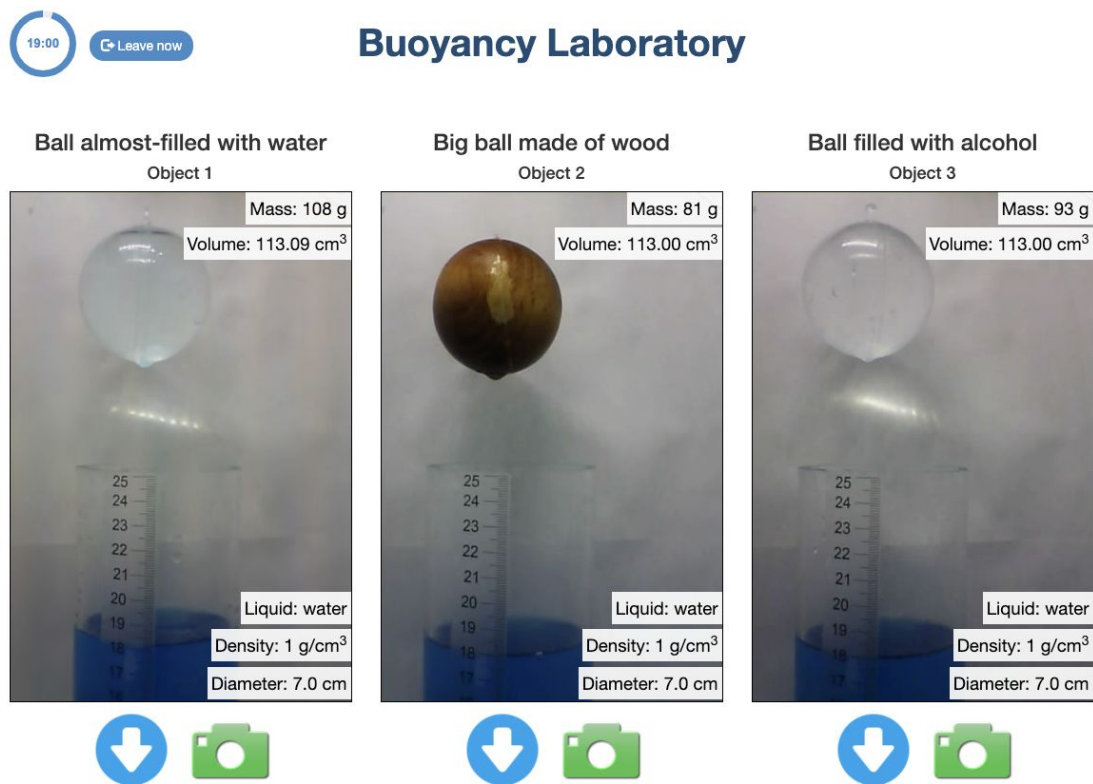 19:00
Leave now
Buoyancy Laboratory
Ball almost-filled with water
Object 1
Mass: 108 g
Volume: 113.09 cm³
25
24
23
22
21
20
19
18
17
16
Liquid: water
Density: 1 g/cm³
Diameter: 7.0 cm
Big ball made of wood
Object 2
Mass: 81 g
Volume: 113.00 cm³
25
24
23
22
21
20
19
18
17
Liquid: water
Density: 1 g/cm³
Diameter: 7.0 cm
Ball filled with alcohol
Object 3
Mass: 93 g
Volume: 113.00 cm³
25
24
23
22
21
20
19
18
17
Liquid: water
Density: 1 g/cm³
Diameter: 7.0 cm